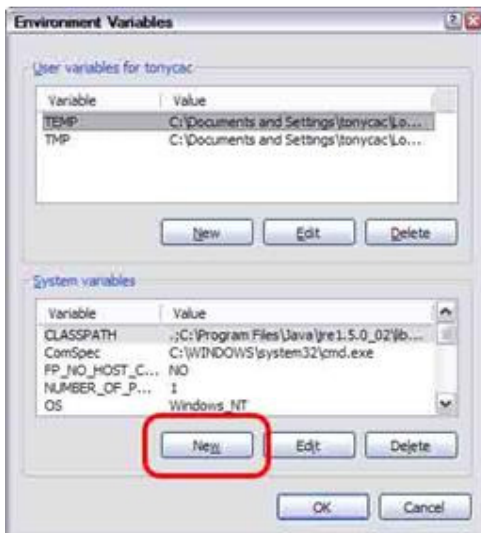 Environment Variables
User variables for tonycac
Variable Value
TEMP C:\Documents and Settings\tonycac\Lo...
TMP C:\Documents and Settings\tonycac\Lo...
New Edit Delete
System variables
Variable Value
CLASSPATH .;C:\Program Files\Java\jre1.5.0_02\lib....
ComSpec C:\WINDOWS\system32\cmd.exe
FP_NO_HOST_C... NO
NUMBER_OF_P... 1
OS Windows_NT
New Edit Delete
OK Cancel